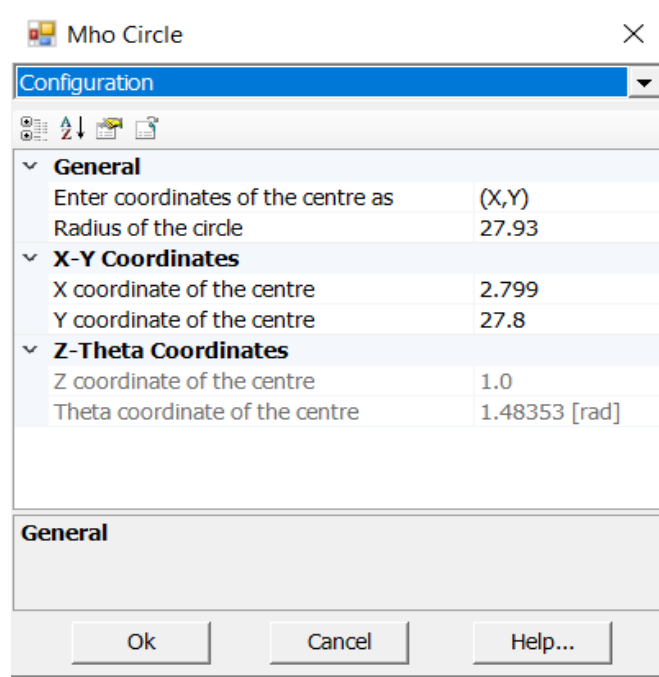 Mho Circle
Configuration
General
Enter coordinates of the centre as (X,Y)
Radius of the circle 27.93
X-Y Coordinates
X coordinate of the centre 2.799
Y coordinate of the centre 27.8
Z-Theta Coordinates
Z coordinate of the centre 1.0
Theta coordinate of the centre 1.48353 [rad]
General
Ok Cancel Help...